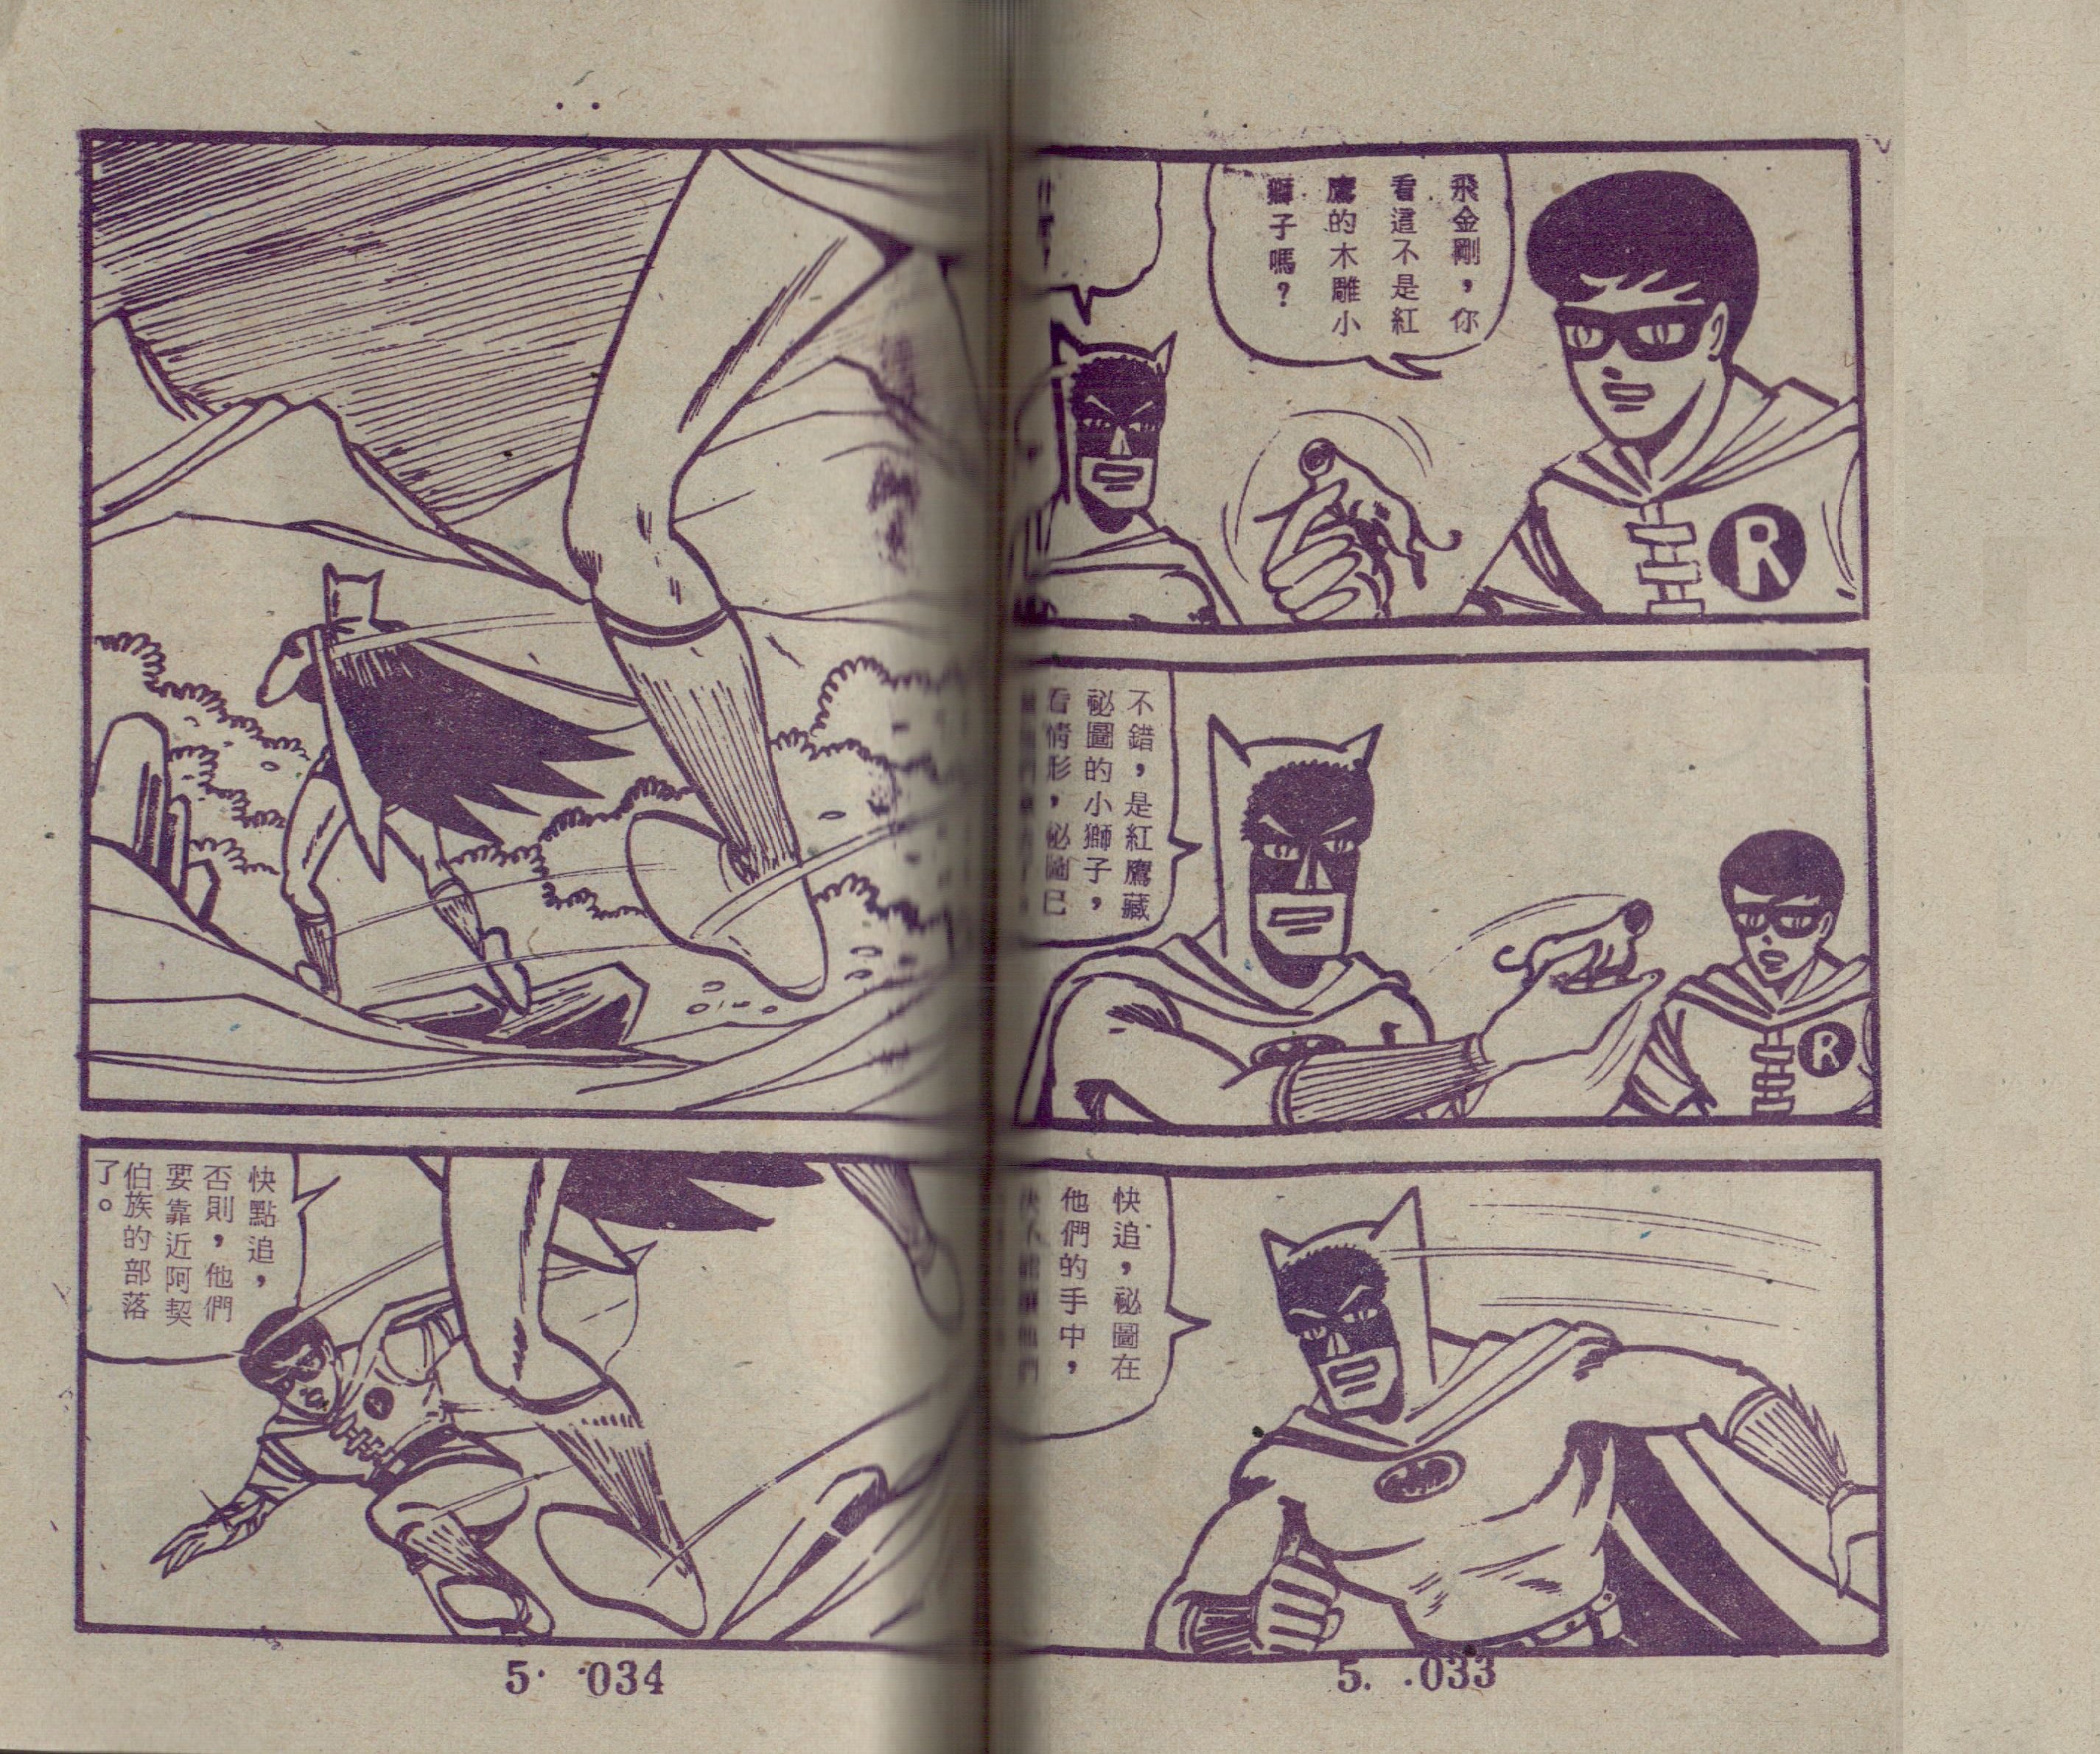 飛金剛，你
看這不是紅
鷹的木雕小
獅子嗎？
R
不錯，是紅鷹藏
祕圖的小獅子，
看情形，祕圖已
R
快追，祕圖在
他們的手中，
5. .033
快點追，
否則，他們
要靠近阿契
伯族的部落
了。
5. .034